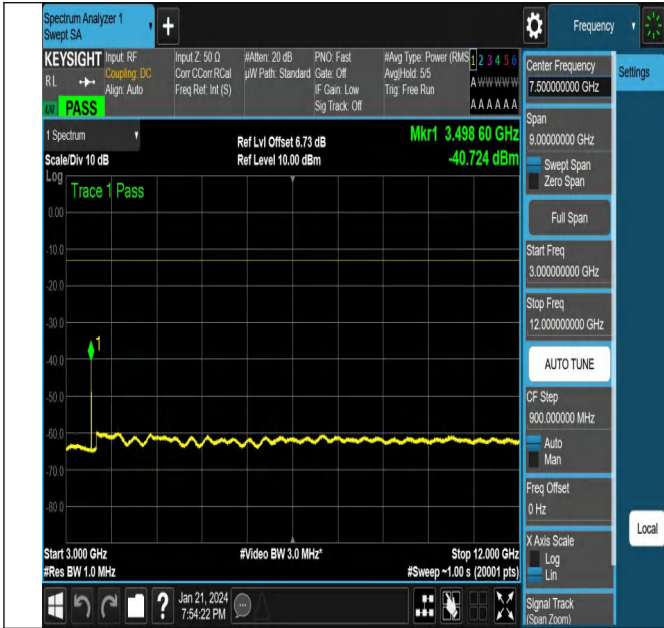 Spectrum Analyzer 1
Swept SA
+
Frequency
KEYSIGHT Input: RF Input Z: 50 Ω #Atten: 20 dB PNO: Fast #Avg Type: Power (RMS 1 2 3 4 5 6
RL Coupling: DC Corr CCorr RCal µW Path: Standard Gate: Off Avg|Hold: 5/5 A W W W W W
Align: Auto Freq Ref: Int (S) IF Gain: Low Trig: Free Run
PASS Sig Track: Off A A A A A A
1 Spectrum
Scale/Div 10 dB
Ref Lvl Offset 6.73 dB
Ref Level 10.00 dBm
Mkr1 3.498 60 GHz
-40.724 dBm
Log
Trace 1 Pass
0.00
-10.0
-20.0
-30.0
1
-40.0
-50.0
-60.0
-70.0
-80.0
Start 3.000 GHz #Video BW 3.0 MHz* Stop 12.000 GHz
#Res BW 1.0 MHz #Sweep ~1.00 s (20001 pts)
Jan 21, 2024
7:54:22 PM
?
Center Frequency
7.500000000 GHz
Settings
Span
9.00000000 GHz
Swept Span
Zero Span
Full Span
Start Freq
3.000000000 GHz
Stop Freq
12.000000000 GHz
AUTO TUNE
CF Step
900.000000 MHz
Auto
Man
Freq Offset
0 Hz
X Axis Scale
Log
Lin
Local
Signal Track
(Span Zoom)